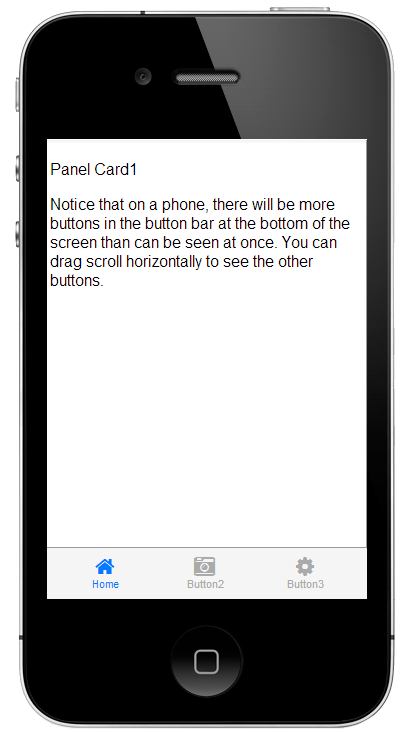 Panel Card1
Notice that on a phone, there will be more
buttons in the button bar at the bottom of the
screen than can be seen at once. You can
drag scroll horizontally to see the other
buttons.
Home
Button2
Button3